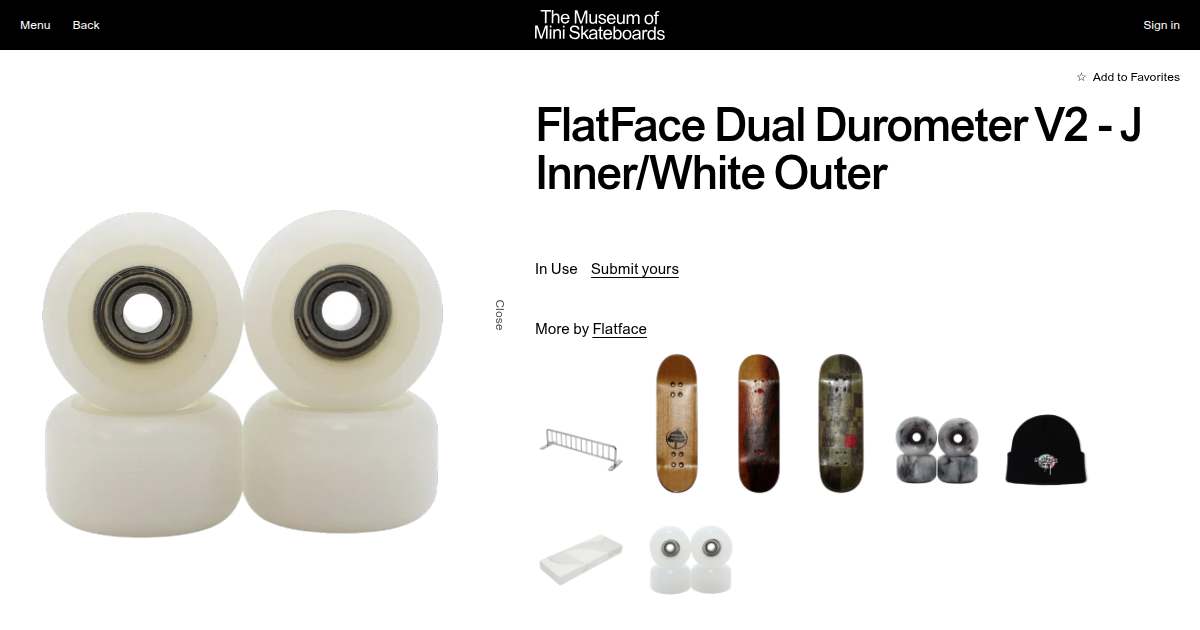 Menu
Back
The Museum of
Mini Skateboards
Sign in
☆ Add to Favorites
FlatFace Dual Durometer V2 - J
Inner/White Outer
Close
In Use
Submit yours
More by Flatface